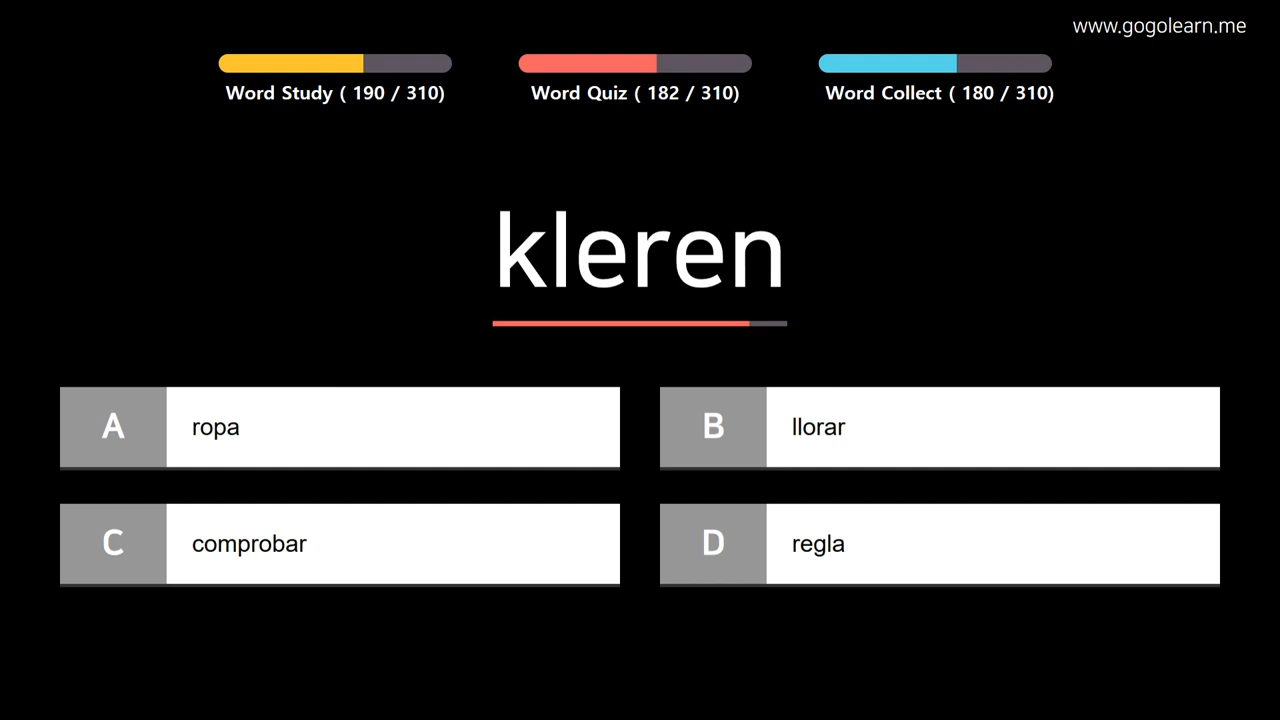 www.gogolearn.me
Word Study ( 190 / 310)
Word Quiz ( 182 / 310)
Word Collect ( 180 / 310)
kleren
A ropa
B llorar
C comprobar
D regla